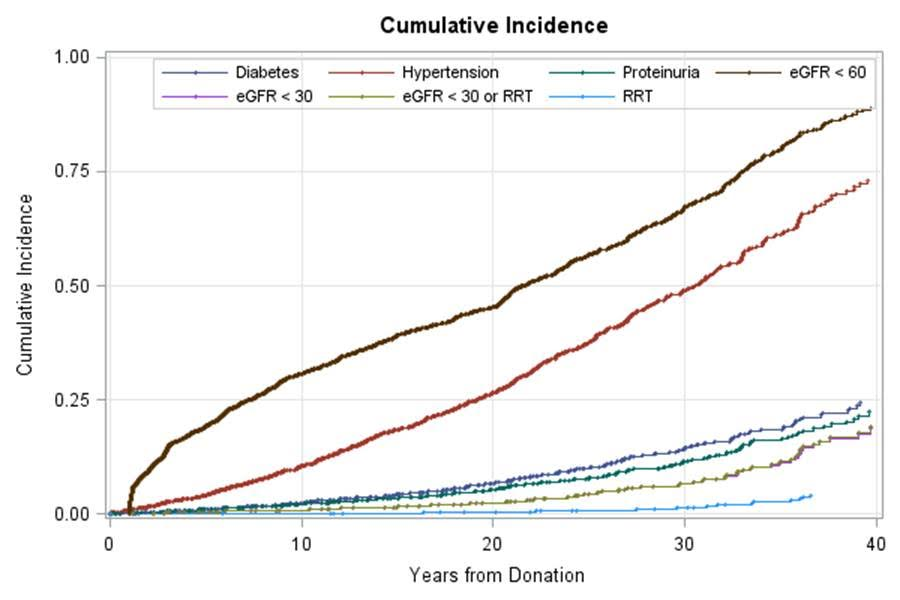 Cumulative Incidence
1.00
Diabetes Hypertension Proteinuria eGFR < 60
eGFR < 30 eGFR < 30 or RRT RRT
0.75
0.50
0.25
0.00
Cumulative Incidence
0 10 20 30 40
Years from Donation